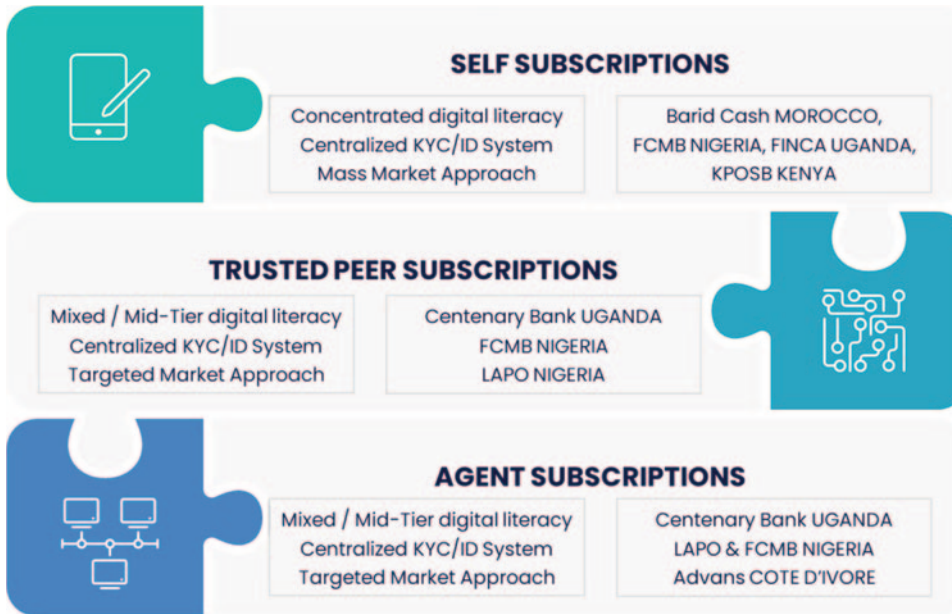 SELF SUBSCRIPTIONS
Concentrated digital literacy
Centralized KYC/ID System
Mass Market Approach
Barid Cash MOROCCO,
FCMB NIGERIA, FINCA UGANDA,
KPOSB KENYA
TRUSTED PEER SUBSCRIPTIONS
Mixed / Mid-Tier digital literacy
Centralized KYC/ID System
Targeted Market Approach
Centenary Bank UGANDA
FCMB NIGERIA
LAPO NIGERIA
AGENT SUBSCRIPTIONS
Mixed / Mid-Tier digital literacy
Centralized KYC/ID System
Targeted Market Approach
Centenary Bank UGANDA
LAPO & FCMB NIGERIA
Advans COTE D'IVORE